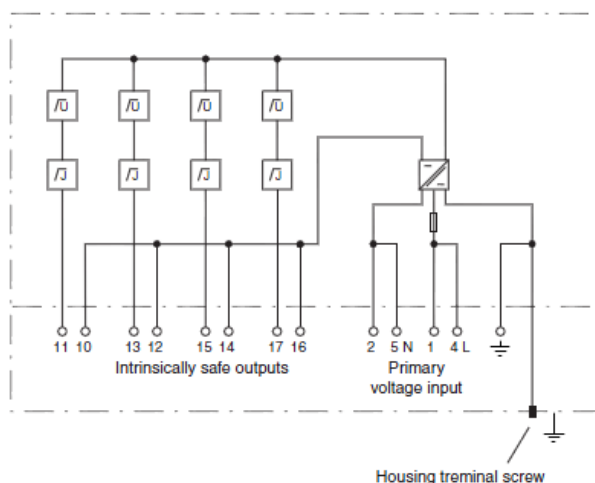 /U /U /U /U
/J /J /J /J
11 10 13 12 15 14 17 16 2 5 N 1 4 L
Intrinsically safe outputs Primary
voltage input
Housing treminal screw